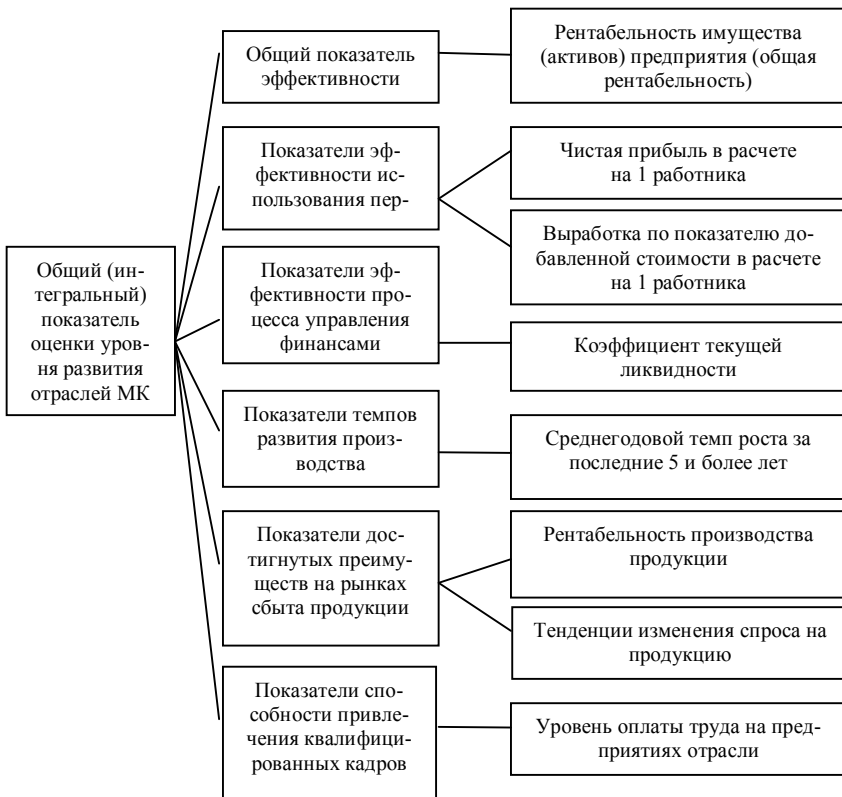 Общий (ин-
тегральный)
показатель
оценки уров-
ня развития
отраслей МК
Общий показатель
эффективности
Рентабельность имущества
(активов) предприятия (общая
рентабельность)
Показатели эф-
фективности ис-
пользования пер-
Чистая прибыль в расчете
на 1 работника
Выработка по показателю до-
бавленной стоимости в расчете
на 1 работника
Показатели эф-
фективности про-
цесса управления
финансами
Коэффициент текущей
ликвидности
Показатели темпов
развития произ-
водства
Среднегодовой темп роста за
последние 5 и более лет
Показатели дос-
тигнутых преиму-
ществ на рынках
сбыта продукции
Рентабельность производства
продукции
Тенденции изменения спроса на
продукцию
Показатели спо-
собности привле-
чения квалифици-
рованных кадров
Уровень оплаты труда на пред-
приятиях отрасли